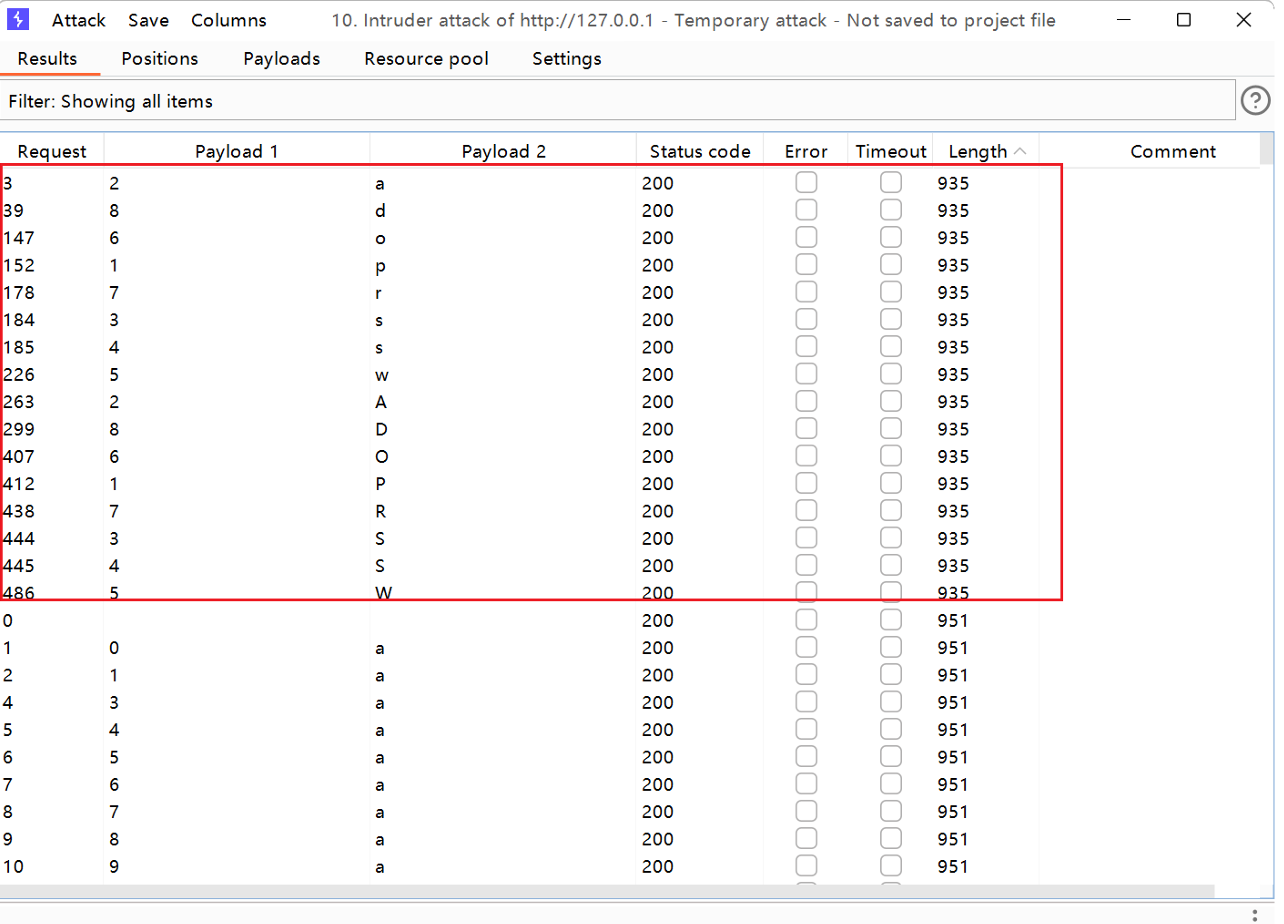 Attack Save Columns 10. Intruder attack of http://127.0.0.1 - Temporary attack - Not saved to project file
Results Positions Payloads Resource pool Settings
Filter: Showing all items ?
Request Payload 1 Payload 2 Status code Error Timeout Length Comment
3 2 a 200 935
39 8 d 200 935
147 6 o 200 935
152 1 p 200 935
178 7 r 200 935
184 3 s 200 935
185 4 s 200 935
226 5 w 200 935
263 2 A 200 935
299 8 D 200 935
407 6 O 200 935
412 1 P 200 935
438 7 R 200 935
444 3 S 200 935
445 4 S 200 935
486 5 W 200 935
0 200 951
1 0 a 200 951
2 1 a 200 951
4 3 a 200 951
5 4 a 200 951
6 5 a 200 951
7 6 a 200 951
8 7 a 200 951
9 8 a 200 951
10 9 a 200 951